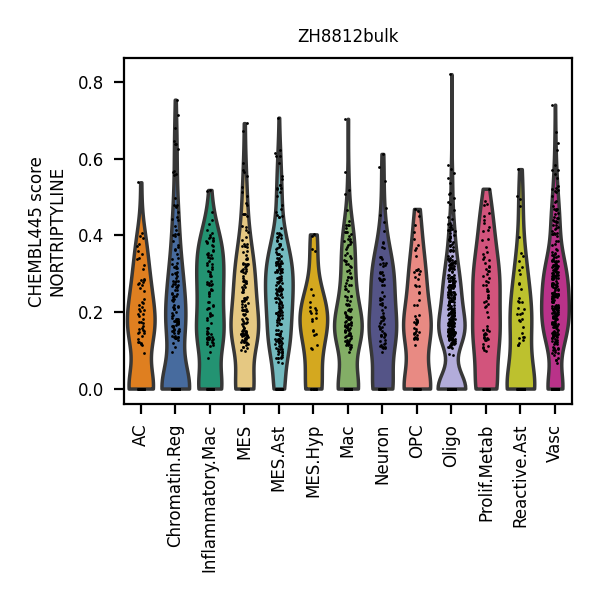 ZH8812bulk
CHEMBL445 score
NORTRIPTYLINE
0.8
0.6
0.4
0.2
0.0
AC
Chromatin.Reg
Inflammatory.Mac
MES
MES.Ast
MES.Hyp
Mac
Neuron
OPC
Oligo
Prolif.Metab
Reactive.Ast
Vasc